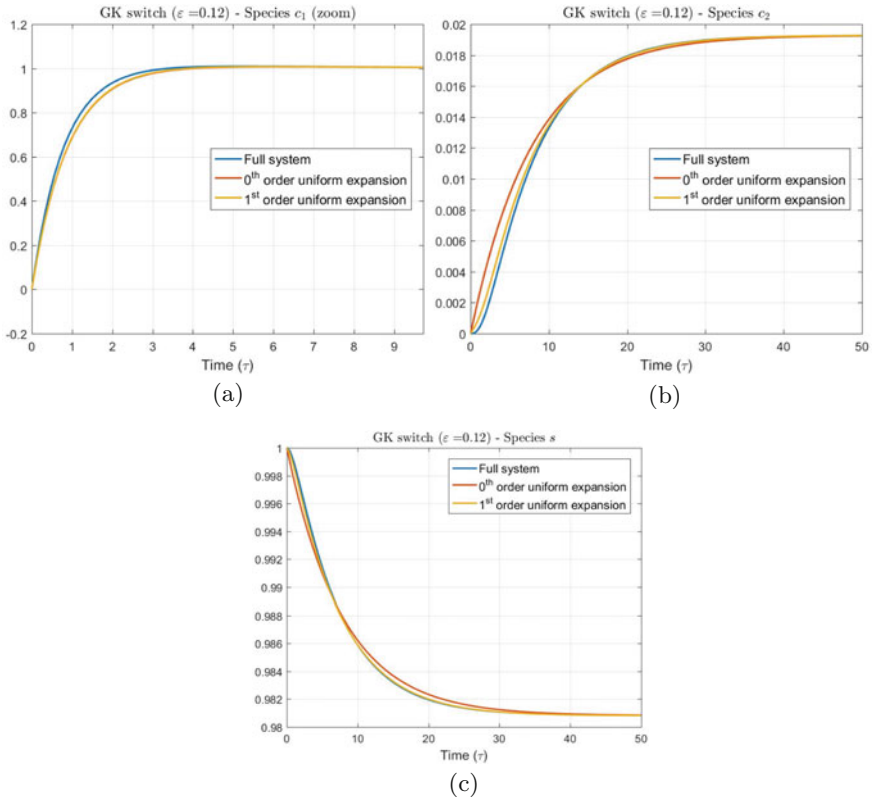 GK switch (ε =0.12) - Species c₁ (zoom)
1.2
1
0.8
0.6
0.4
0.2
0
-0.2
Full system
0th order uniform expansion
1st order uniform expansion
0 1 2 3 4 5 6 7 8 9
Time (τ)
(a)
GK switch (ε =0.12) - Species c₂
0.02
0.018
0.016
0.014
0.012
0.01
0.008
0.006
0.004
0.002
0
Full system
0th order uniform expansion
1st order uniform expansion
0 10 20 30 40 50
Time (τ)
(b)
GK switch (ε =0.12) - Species s
1
0.998
0.996
0.994
0.992
0.99
0.988
0.986
0.984
0.982
0.98
Full system
0th order uniform expansion
1st order uniform expansion
0 10 20 30 40 50
Time (τ)
(c)